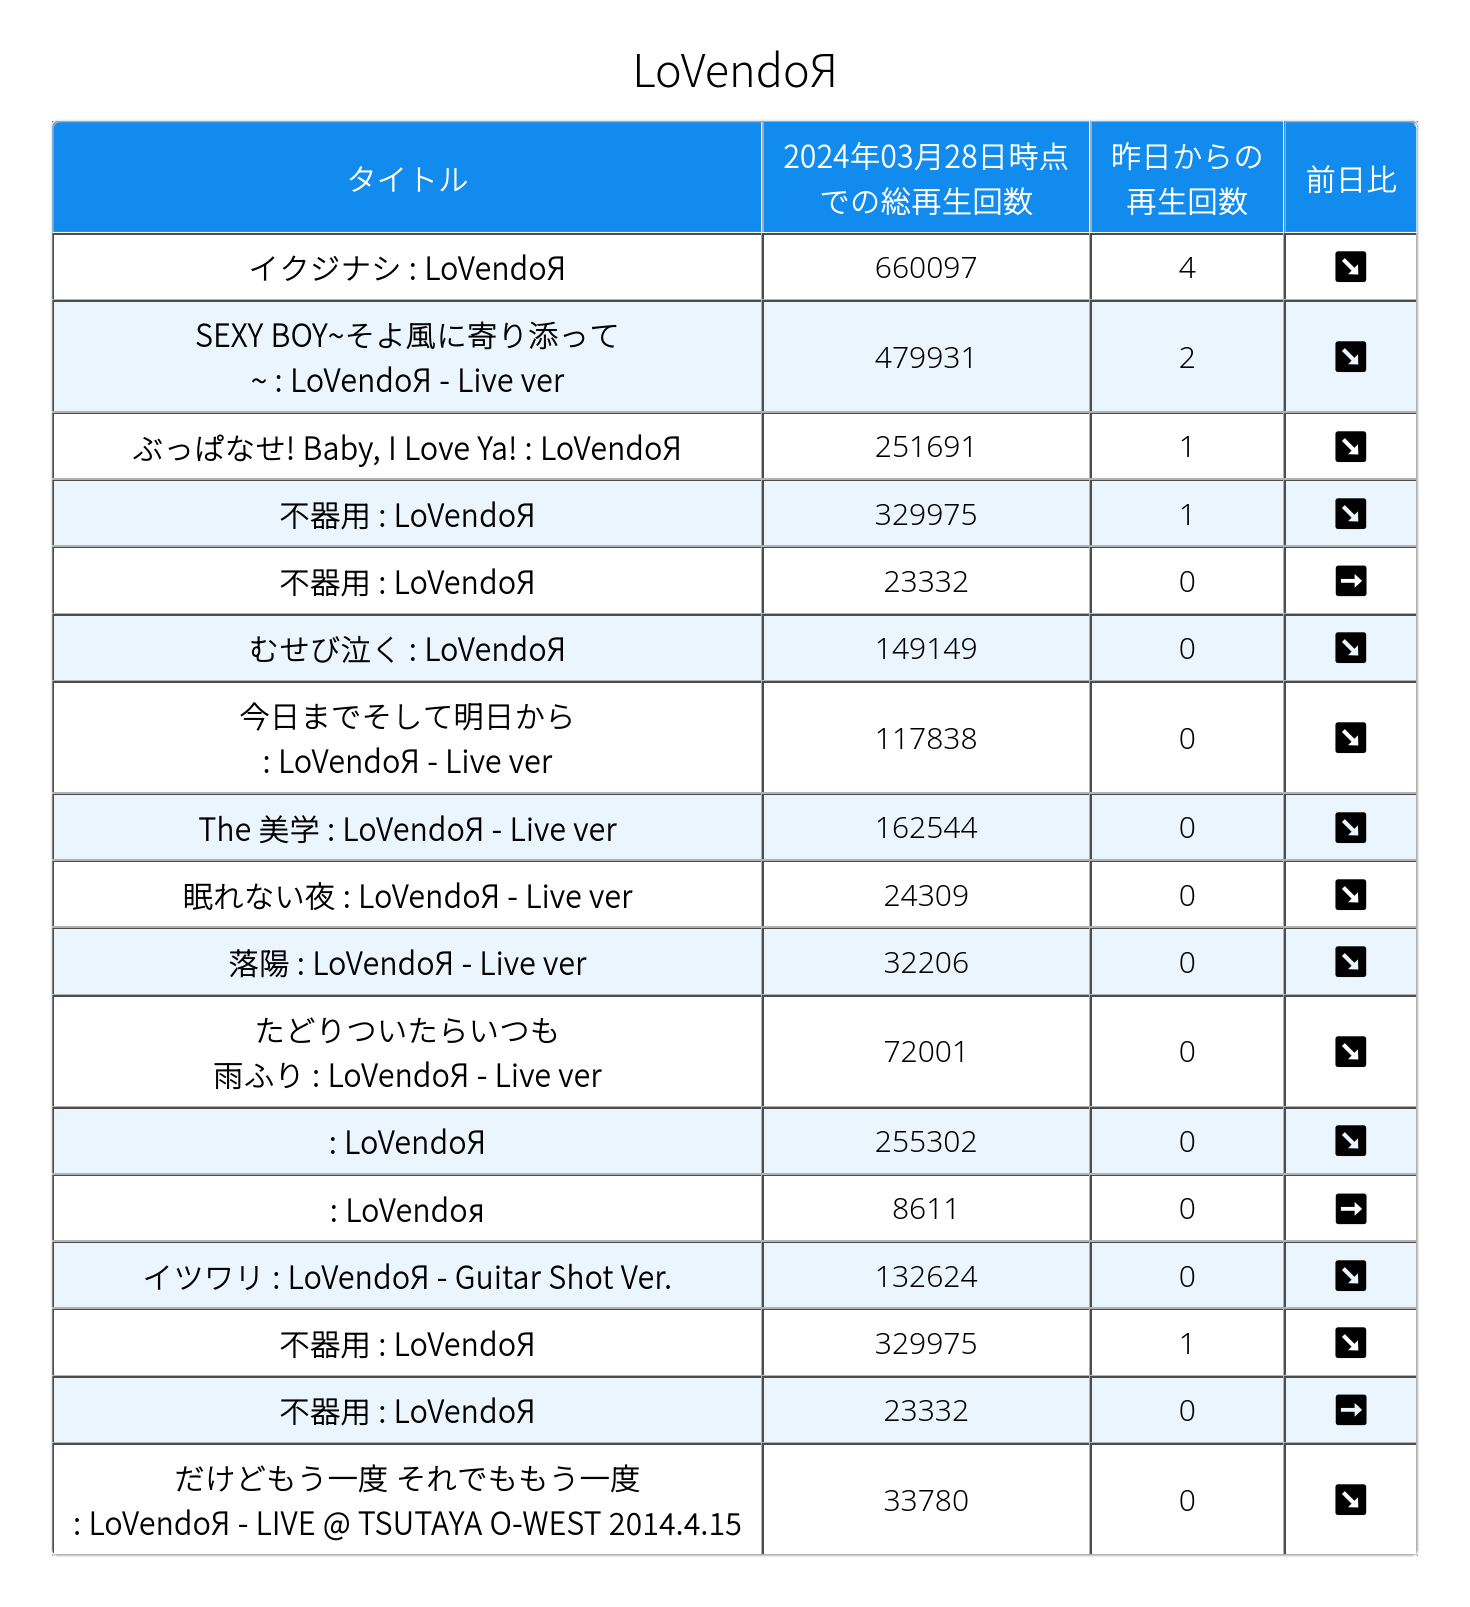 LoVendoЯ
タイトル
2024年03月28日時点
での総再生回数
昨日からの
再生回数
前日比
イクジナシ : LoVendoЯ
660097
4
SEXY BOY~そよ風に寄り添って
~ : LoVendoЯ - Live ver
479931
2
ぶっぱなせ! Baby, I Love Ya! : LoVendoЯ
251691
1
不器用 : LoVendoЯ
329975
1
不器用 : LoVendoЯ
23332
0
むせび泣く : LoVendoЯ
149149
0
今日までそして明日から
: LoVendoЯ - Live ver
117838
0
The 美学 : LoVendoЯ - Live ver
162544
0
眠れない夜 : LoVendoЯ - Live ver
24309
0
落陽 : LoVendoЯ - Live ver
32206
0
たどりついたらいつも
雨ふり : LoVendoЯ - Live ver
72001
0
: LoVendoЯ
255302
0
: LoVendoя
8611
0
イツワリ : LoVendoЯ - Guitar Shot Ver.
132624
0
不器用 : LoVendoЯ
329975
1
不器用 : LoVendoЯ
23332
0
だけどもう一度 それでももう一度
: LoVendoЯ - LIVE @ TSUTAYA O-WEST 2014.4.15
33780
0